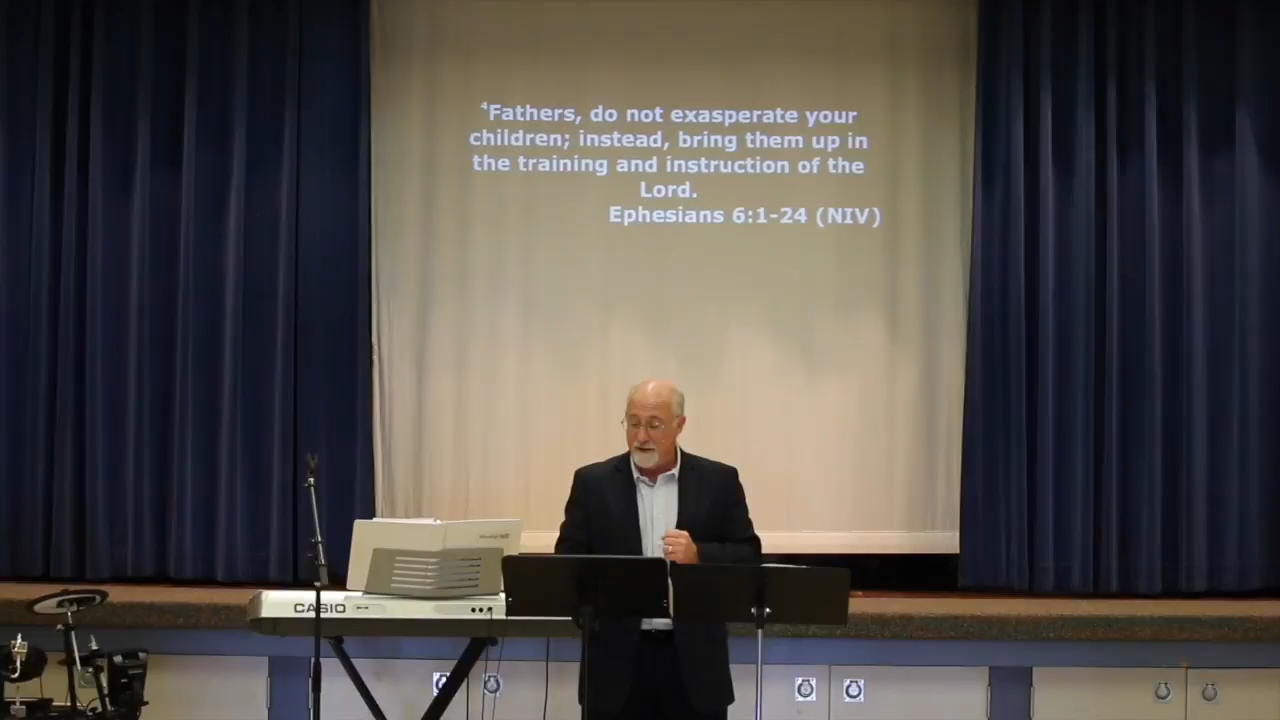 ⁴Fathers, do not exasperate your
children; instead, bring them up in
the training and instruction of the
Lord.
Ephesians 6:1-24 (NIV)
CASIO